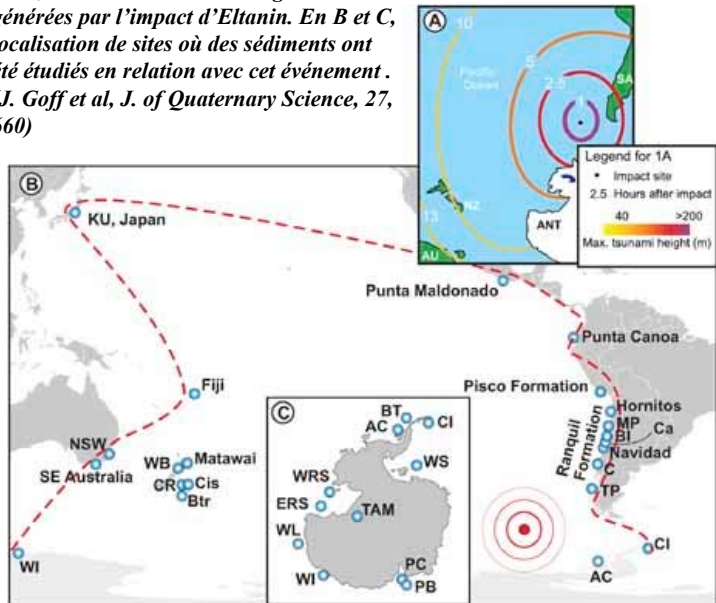 générées par l'impact d'Eltanin. En B et C,
localisation de sites où des sédiments ont
été étudiés en relation avec cet événement .
J. Goff et al, J. of Quaternary Science, 27,
660)
A
10
5
2.5
1
Pacific
Ocean
SA
NZ
13
AU
ANT
Legend for 1A
Impact site
2.5 Hours after impact
40 >200
Max. tsunami height (m)
B
KU, Japan
Punta Maldonado
Punta Canoa
Pisco Formation
Hornitos
MP
BI
Ca
Navidad
Ranquil
Formation
C
TP
CI
AC
Fiji
NSW
SE Australia
WB
Matawai
CR
Cis
Btr
WI
C
BT
AC
CI
WS
WRS
ERS
TAM
WL
WI
PC
PB